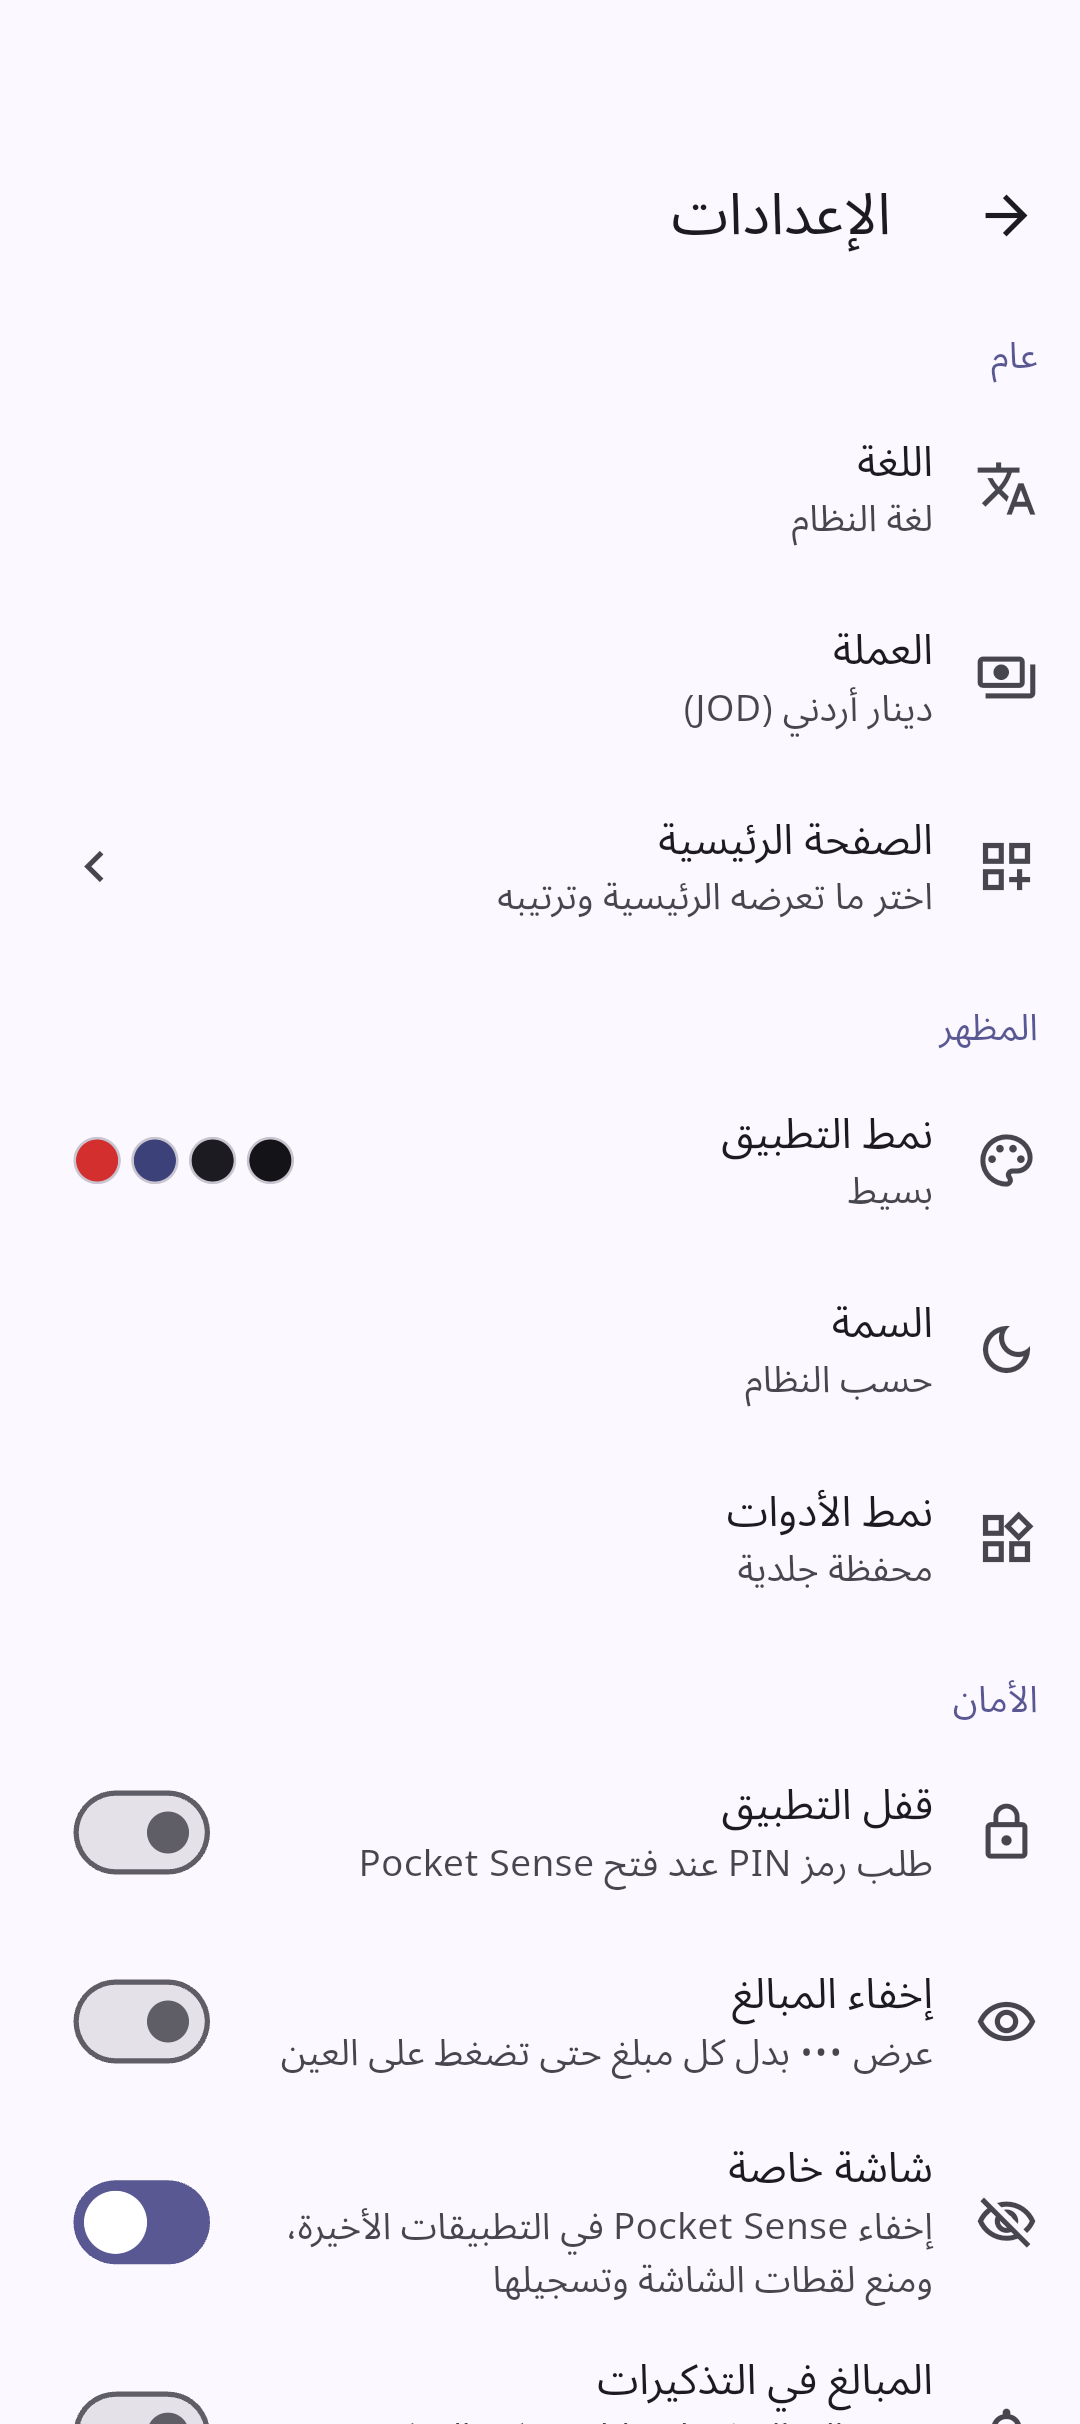 الإعدادات
عام
اللغة
لغة النظام
العملة
دينار أردني (JOD)
الصفحة الرئيسية
اختر ما تعرضه الرئيسية وترتيبه
المظهر
نمط التطبيق
بسيط
السمة
حسب النظام
نمط الأدوات
محفظة جلدية
الأمان
قفل التطبيق
طلب رمز PIN عند فتح Pocket Sense
إخفاء المبالغ
عرض ••• بدل كل مبلغ حتى تضغط على العين
شاشة خاصة
إخفاء Pocket Sense في التطبيقات الأخيرة،
ومنع لقطات الشاشة وتسجيلها
المبالغ في التذكيرات